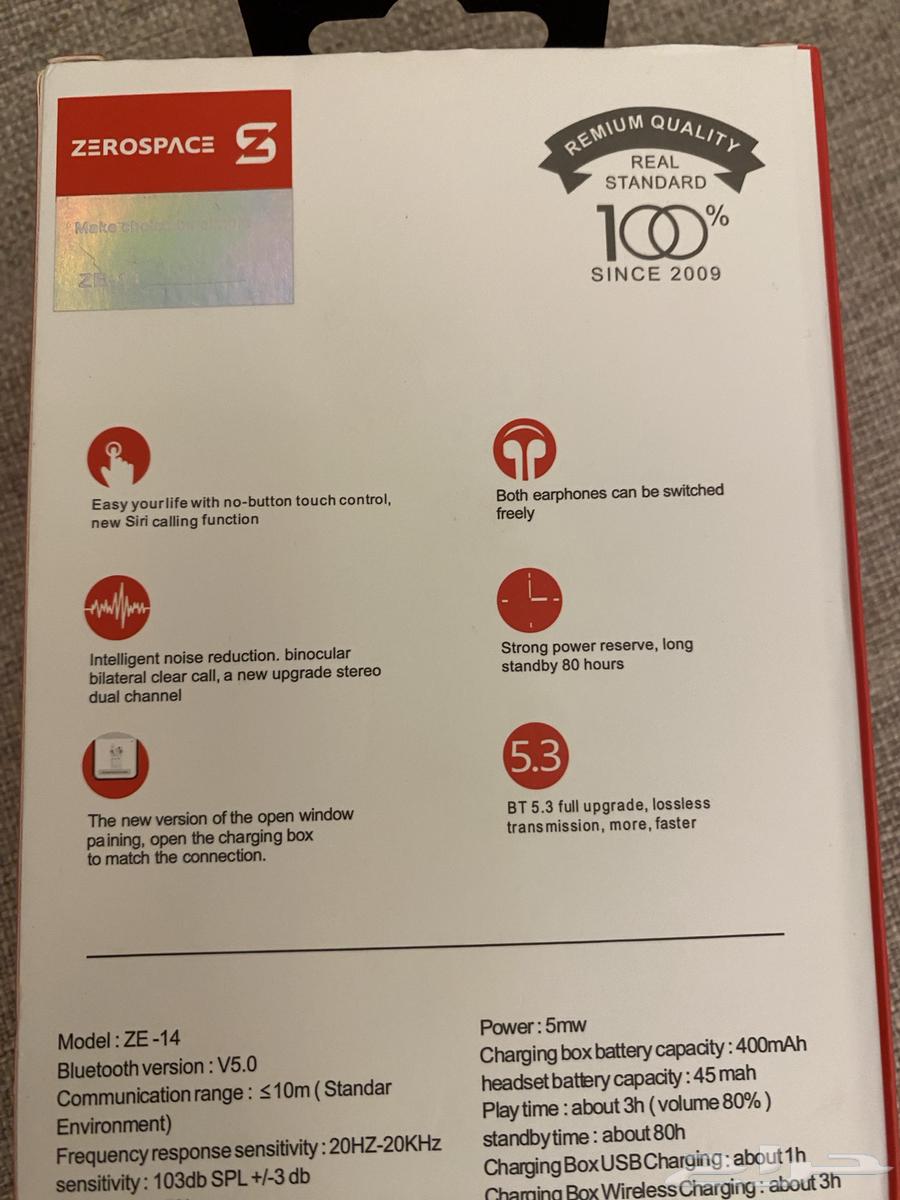 ZEROSPACE
Make choice
ZE-14
REMIUM QUALITY
REAL
STANDARD
100%
SINCE 2009
Easy your life with no-button touch control,
new Siri calling function
Both earphones can be switched
freely
Intelligent noise reduction. binocular
bilateral clear call, a new upgrade stereo
dual channel
Strong power reserve, long
standby 80 hours
The new version of the open window
paining, open the charging box
to match the connection.
5.3
BT 5.3 full upgrade, lossless
transmission, more, faster
Model : ZE -14
Bluetooth version : V5.0
Communication range : ≤10m ( Standar
Environment)
Frequency response sensitivity : 20HZ-20KHz
sensitivity : 103db SPL +/-3 db
Power : 5mw
Charging box battery capacity : 400mAh
headset battery capacity : 45 mah
Play time : about 3h ( volume 80% )
standby time : about 80h
Charging Box USB Charging : about 1h
Charging Box Wireless Charging : about 3h
حراج